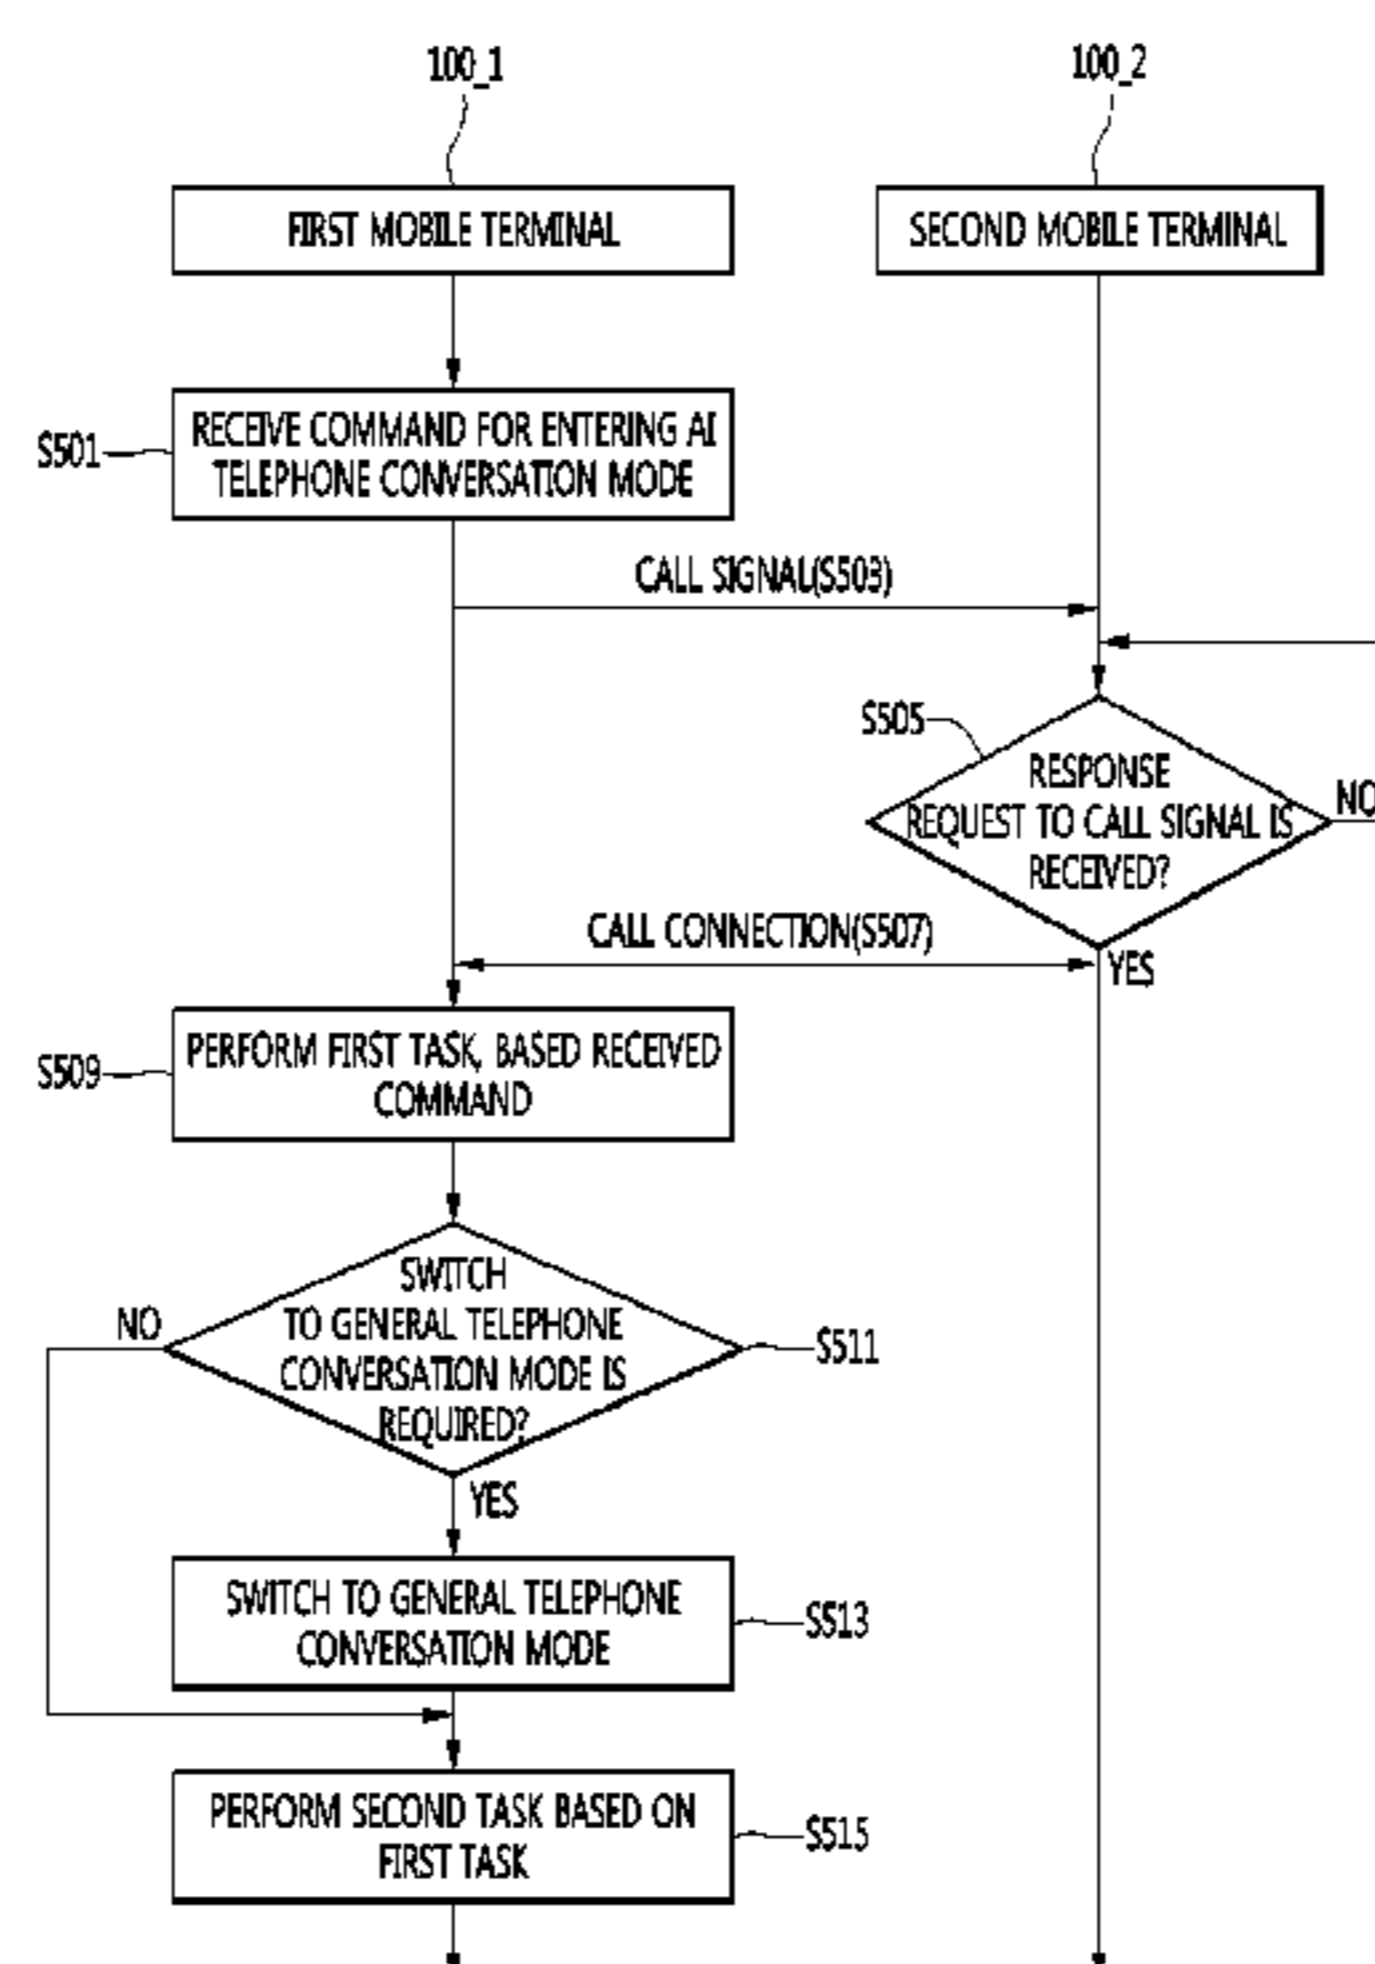 100_1
100_2
FIRST MOBILE TERMINAL
SECOND MOBILE TERMINAL
S501
RECEIVE COMMAND FOR ENTERING AI
TELEPHONE CONVERSATION MODE
CALL SIGNAL(S503)
S505
RESPONSE
REQUEST TO CALL SIGNAL IS
RECEIVED?
NO
CALL CONNECTION(S507)
YES
S509
PERFORM FIRST TASK, BASED RECEIVED
COMMAND
SWITCH
TO GENERAL TELEPHONE
CONVERSATION MODE IS
REQUIRED?
NO
S511
YES
SWITCH TO GENERAL TELEPHONE
CONVERSATION MODE
S513
PERFORM SECOND TASK BASED ON
FIRST TASK
S515